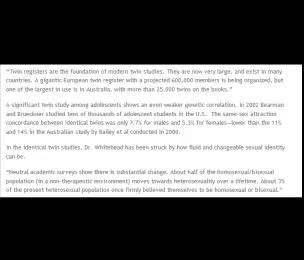 "Twin registers are the foundation of modern twin studies. They are now very large, and exist in many
countries. A gigantic European twin register with a projected 600,000 members is being organized, but
one of the largest in use is in Australia, with more than 25,000 twins on the books."
A significant twin study among adolescents shows an even weaker genetic correlation. In 2002 Bearman
and Brueckner studied tens of thousands of adolescent students in the U.S. The same-sex attraction
concordance between identical twins was only 7.7% for males and 5.3% for females—lower than the 11%
and 14% in the Australian study by Bailey et al conducted in 2000.
In the identical twin studies, Dr. Whitehead has been struck by how fluid and changeable sexual identity
can be.
"Neutral academic surveys show there is substantial change. About half of the homosexual/bisexual
population (in a non-therapeutic environment) moves towards heterosexuality over a lifetime. About 3%
of the present heterosexual population once firmly believed themselves to be homosexual or bisexual."